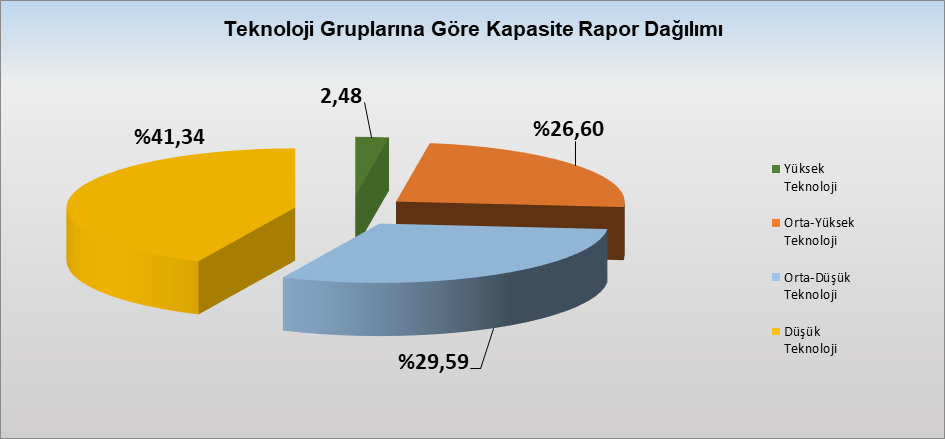 Teknoloji Gruplarına Göre Kapasite Rapor Dağılımı
2,48
%41,34
%26,60
%29,59
Yüksek
Teknoloji
Orta-Yüksek
Teknoloji
Orta-Düşük
Teknoloji
Düşük
Teknoloji